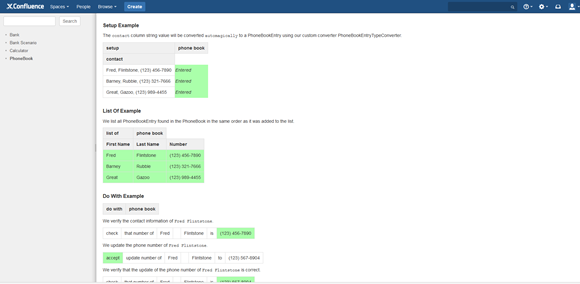 Confluence Spaces People Browse Create
Search
Bank
Bank Scenario
Calculator
PhoneBook
Setup Example
The contact column string value will be converted automagically to a PhoneBookEntry using our custom converter PhoneBookEntryTypeConverter.
setup phone book
contact
Fred, Flintstone, (123) 456-7890 Entered
Barney, Rubble, (123) 321-7666 Entered
Great, Gazoo, (123) 989-4455 Entered
List Of Example
We list all PhoneBookEntry found in the PhoneBook in the same order as it was added to the list.
list of phone book
First Name Last Name Number
Fred Flintstone (123) 456-7890
Barney Rubble (123) 321-7666
Great Gazoo (123) 989-4455
Do With Example
do with phone book
We verify the contact information of Fred Flintstone
check that number of Fred Flintstone is (123) 456-7890
We update the phone number of Fred Flintstone
accept update number of Fred Flintstone to (123) 567-8904
We verify that the update of the phone number of Fred Flintstone is correct
check that number of Fred Flintstone is (123) 567-8904